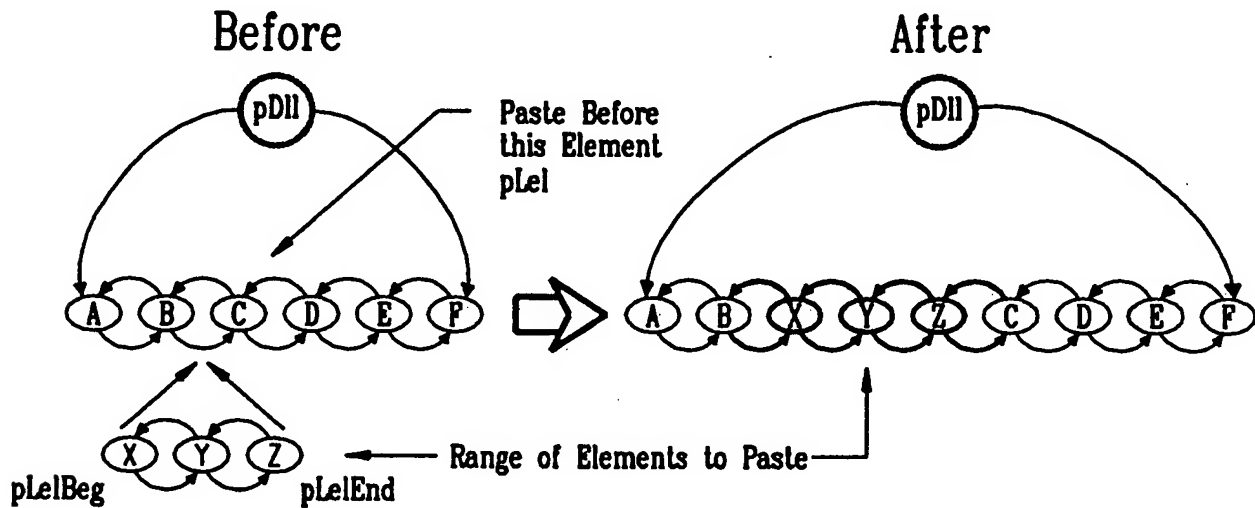 Before
After
pDll
pDll
Paste Before
this Element
pLel
A B C D E F
A B X Y Z C D E F
X Y Z
Range of Elements to Paste
pLelBeg
pLelEnd